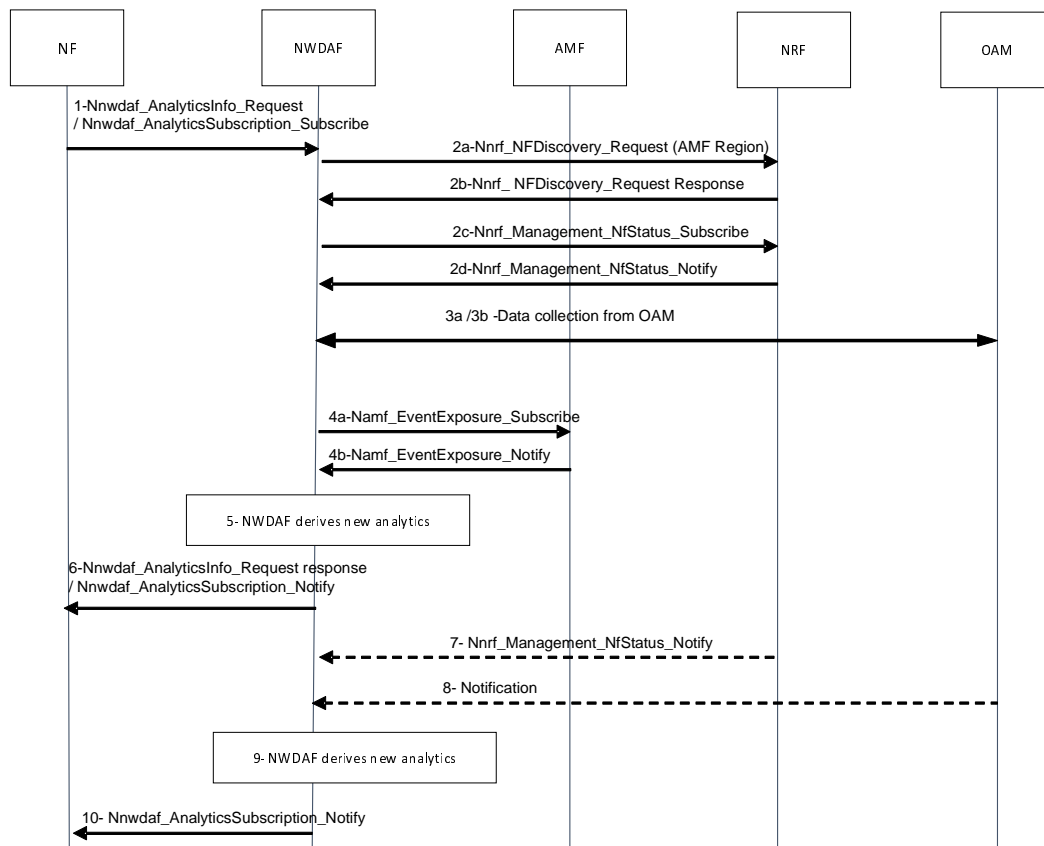 NF
NWDAF
AMF
NRF
OAM
1-Nnwdaf_AnalyticsInfo_Request
/ Nnwdaf_AnalyticsSubscription_Subscribe
2a-Nnrf_NFDiscovery_Request (AMF Region)
2b-Nnrf_ NFDiscovery_Request Response
2c-Nnrf_Management_NfStatus_Subscribe
2d-Nnrf_Management_NfStatus_Notify
3a /3b -Data collection from OAM
4a-Namf_EventExposure_Subscribe
4b-Namf_EventExposure_Notify
5- NWDAF derives new analytics
6-Nnwdaf_AnalyticsInfo_Request response
/ Nnwdaf_AnalyticsSubscription_Notify
7- Nnrf_Management_NfStatus_Notify
8- Notification
9- NWDAF derives new analytics
10- Nnwdaf_AnalyticsSubscription_Notify